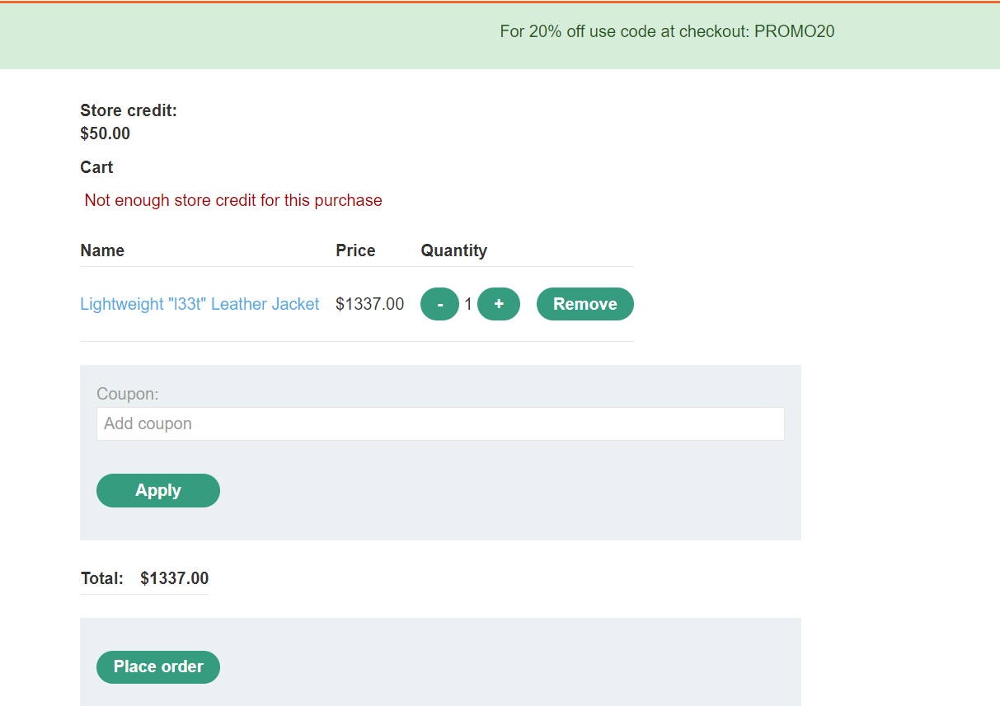 For 20% off use code at checkout: PROMO20
Store credit:
$50.00
Cart
Not enough store credit for this purchase
Name Price Quantity
Lightweight "l33t" Leather Jacket $1337.00 - 1 + Remove
Coupon:
Add coupon
Apply
Total: $1337.00
Place order